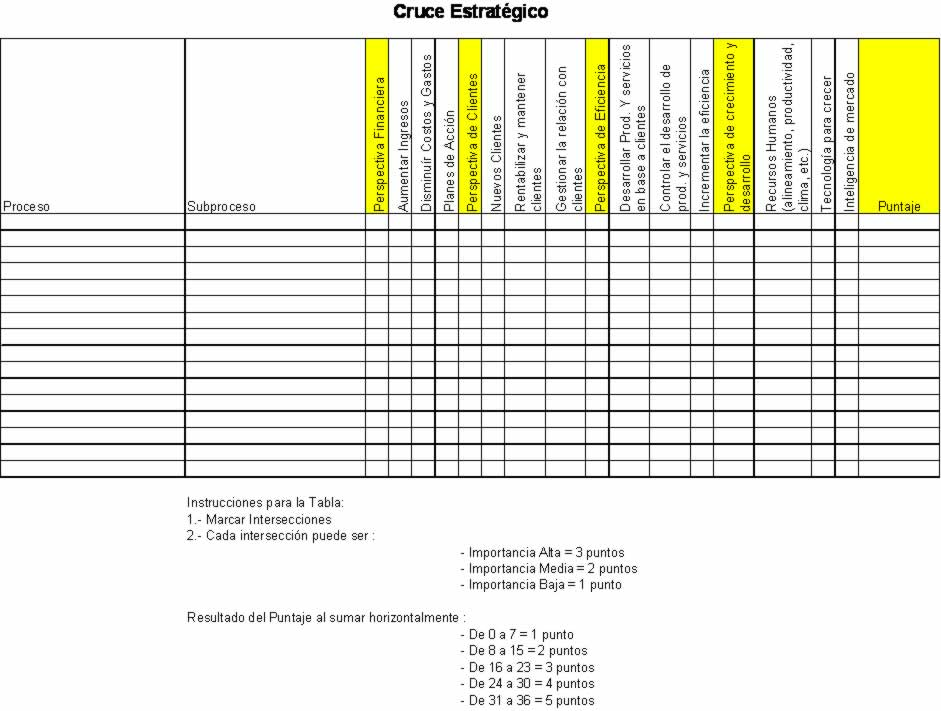 Cruce Estratégico
Proceso
Subproceso
Perspectiva Financiera
Aumentar Ingresos
Disminuír Costos y Gastos
Planes de Acción
Perspectiva de Clientes
Nuevos Clientes
Rentabilizar y mantener
clientes
Gestionar la relación con
clientes
Perspectiva de Eficiencia
Desarrollar Prod. Y servicios
en base a clientes
Controlar el desarrollo de
prod. y servicios
Incrementar la eficiencia
Perspectiva de crecimiento y
desarrollo
Recursos Humanos
(alineamiento, productividad,
clima, etc.)
Tecnología para crecer
Inteligencia de mercado
Puntaje
Instrucciones para la Tabla:
1.- Marcar Intersecciones
2.- Cada intersección puede ser :
- Importancia Alta = 3 puntos
- Importancia Media = 2 puntos
- Importancia Baja = 1 punto
Resultado del Puntaje al sumar horizontalmente :
- De 0 a 7 = 1 punto
- De 8 a 15 = 2 puntos
- De 16 a 23 = 3 puntos
- De 24 a 30 = 4 puntos
- De 31 a 36 = 5 puntos